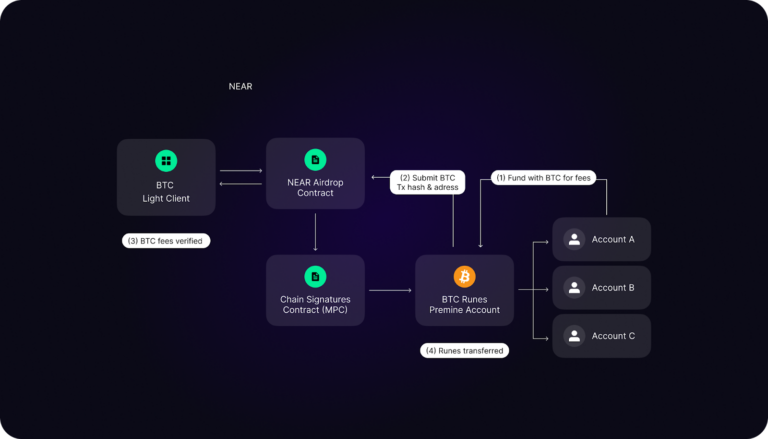 NEAR
BTC
Light Client
(3) BTC fees verified
NEAR Airdrop
Contract
(2) Submit BTC
Tx hash & adress
(1) Fund with BTC for fees
Chain Signatures
Contract (MPC)
BTC Runes
Premine Account
(4) Runes transferred
Account A
Account B
Account C